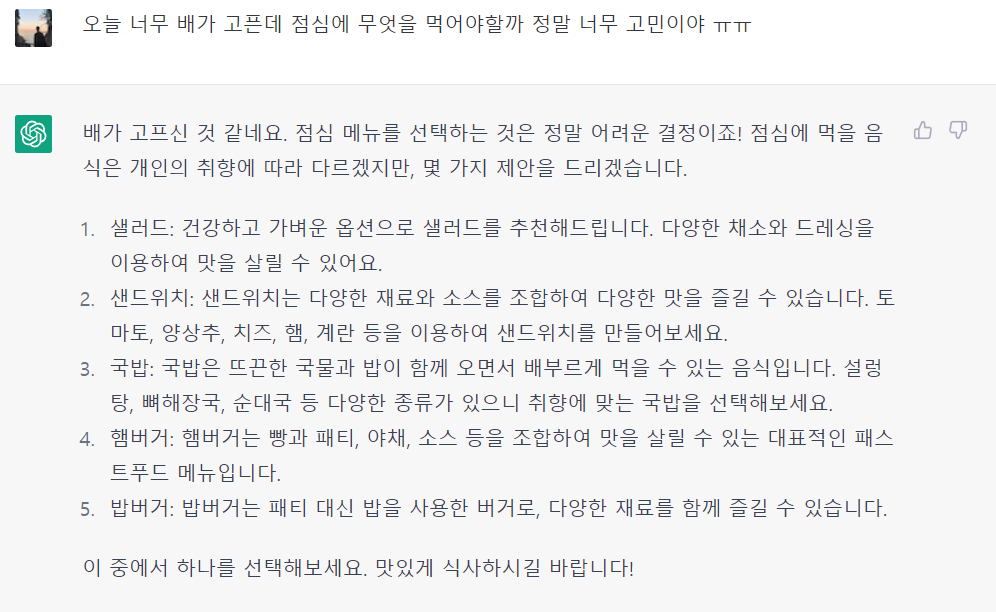 오늘 너무 배가 고픈데 점심에 무엇을 먹어야할까 정말 너무 고민이야 ㅠㅠ
배가 고프신 것 같네요. 점심 메뉴를 선택하는 것은 정말 어려운 결정이죠! 점심에 먹을 음
식은 개인의 취향에 따라 다르겠지만, 몇 가지 제안을 드리겠습니다.
1. 샐러드: 건강하고 가벼운 옵션으로 샐러드를 추천해드립니다. 다양한 채소와 드레싱을
이용하여 맛을 살릴 수 있어요.
2. 샌드위치: 샌드위치는 다양한 재료와 소스를 조합하여 다양한 맛을 즐길 수 있습니다. 토
마토, 양상추, 치즈, 햄, 계란 등을 이용하여 샌드위치를 만들어보세요.
3. 국밥: 국밥은 뜨끈한 국물과 밥이 함께 오면서 배부르게 먹을 수 있는 음식입니다. 설렁
탕, 뼈해장국, 순대국 등 다양한 종류가 있으니 취향에 맞는 국밥을 선택해보세요.
4. 햄버거: 햄버거는 빵과 패티, 야채, 소스 등을 조합하여 맛을 살릴 수 있는 대표적인 패스
트푸드 메뉴입니다.
5. 밥버거: 밥버거는 패티 대신 밥을 사용한 버거로, 다양한 재료를 함께 즐길 수 있습니다.
이 중에서 하나를 선택해보세요. 맛있게 식사하시길 바랍니다!